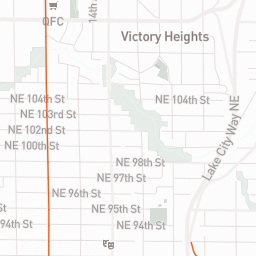 QFC
14th A
Victory Heights
NE 104th St
NE 104th St
NE 103rd St
NE 102nd St
NE 100th St
NE 98th St
NE 97th St
NE 96th St
NE 95th St
94th St
NE 94th St
Lake City Way NE